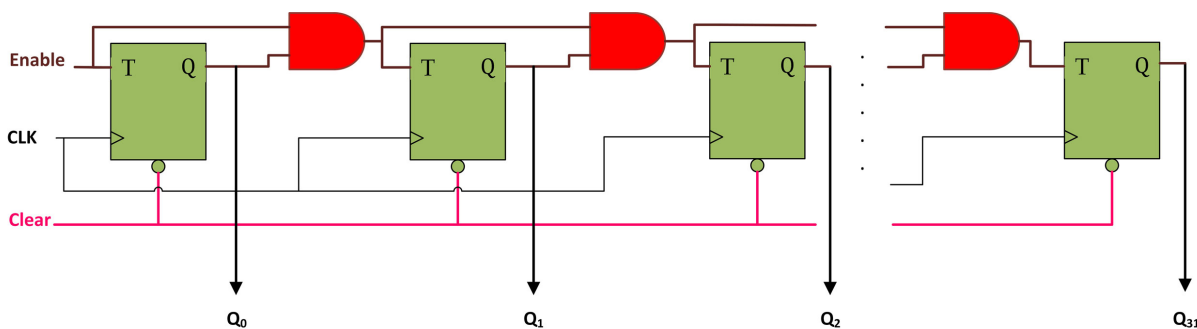 Enable
T Q
T Q
T Q
T Q
CLK
Clear
Q0 Q1 Q2 Q31